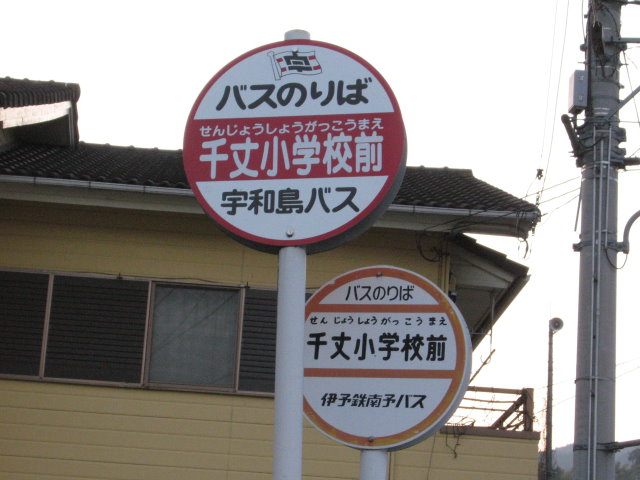 バスのりば
せんじょうしょうがっこうまえ
千丈小学校前
宇和島バス
バスのりば
せんじょうしょうがっこうまえ
千丈小学校前
伊予鉄南予バス